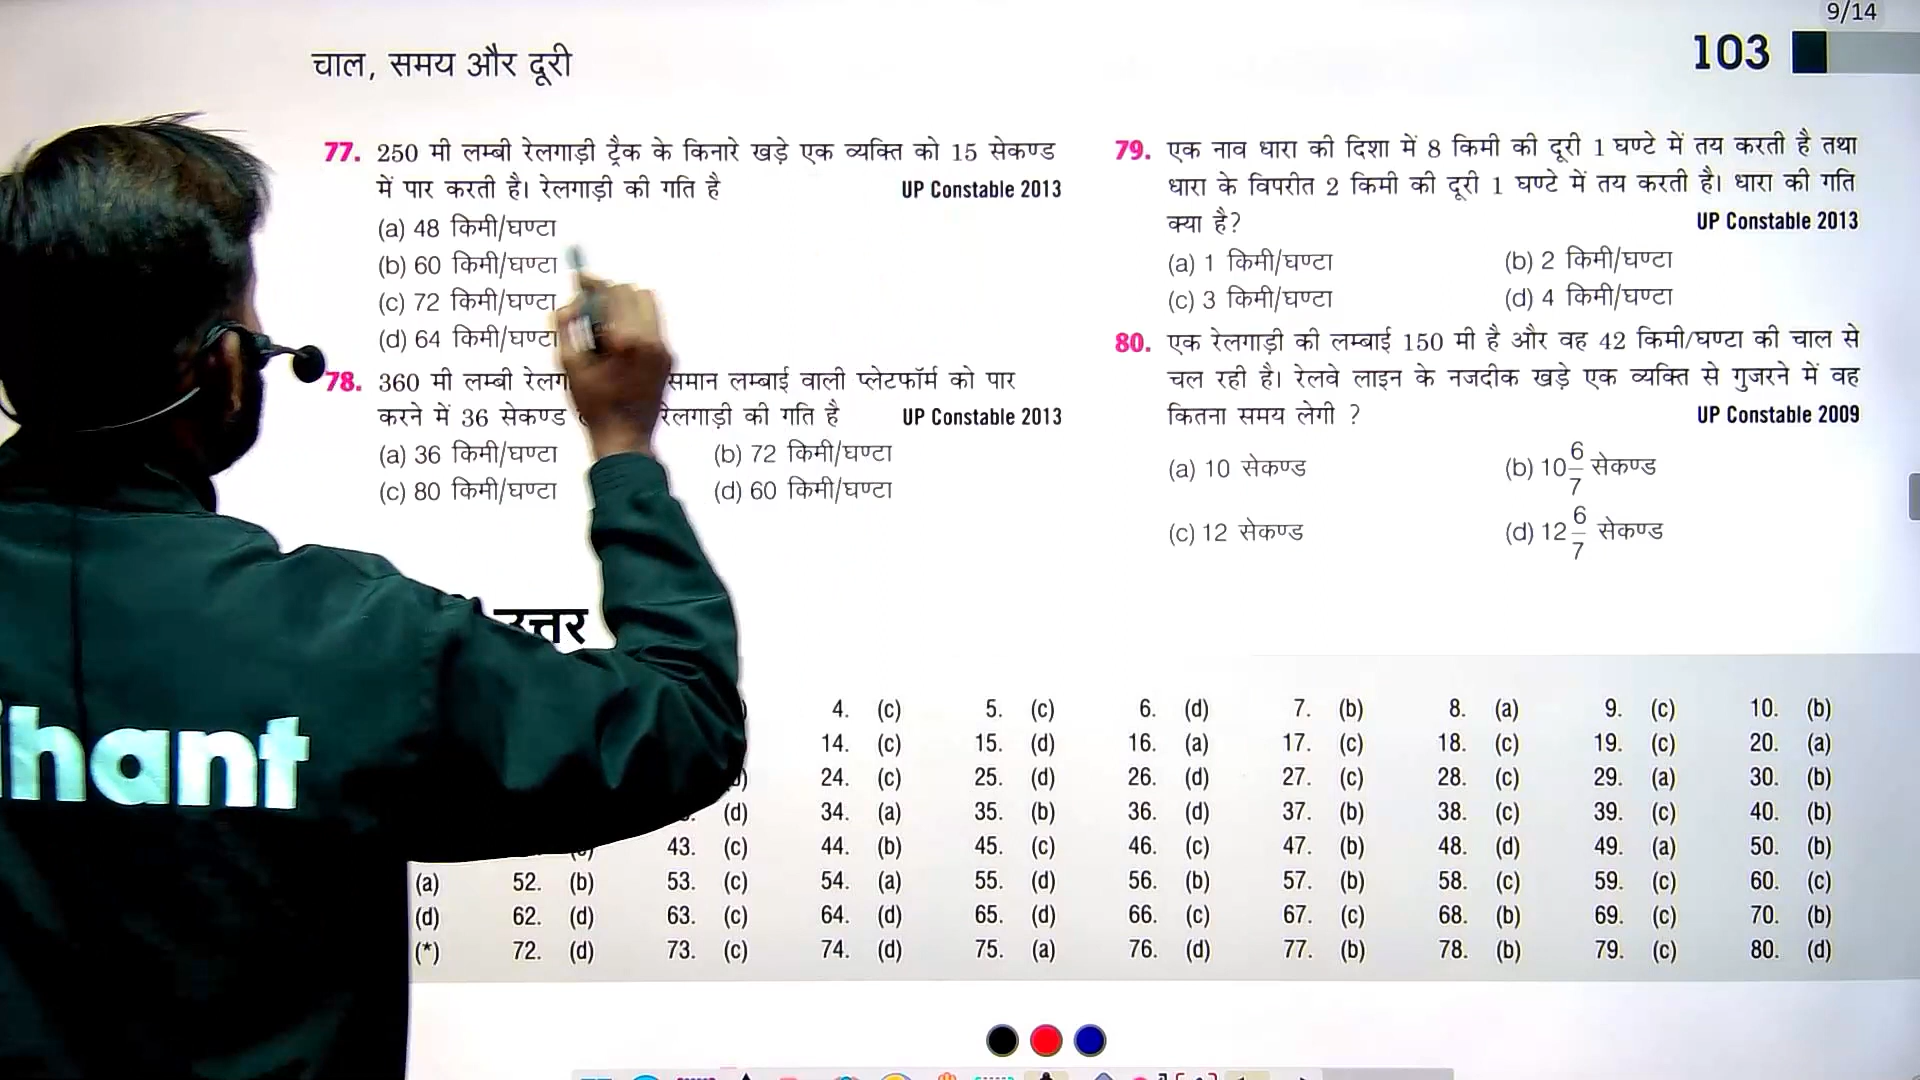 9/14
चाल, समय और दूरी
103
77. 250 मी लम्बी रेलगाड़ी ट्रैक के किनारे खड़े एक व्यक्ति को 15 सेकण्ड
में पार करती है। रेलगाड़ी की गति है UP Constable 2013
(a) 48 किमी/घण्टा
(b) 60 किमी/घण्टा
(c) 72 किमी/घण्टा
(d) 64 किमी/घण्टा
78. 360 मी लम्बी समान लम्बाई वाली प्लेटफॉर्म को पार
करने में 36 सेकण्ड रेलगाड़ी की गति है UP Constable 2013
(a) 36 किमी/घण्टा (b) 72 किमी/घण्टा
(c) 80 किमी/घण्टा (d) 60 किमी/घण्टा
79. एक नाव धारा की दिशा में 8 किमी की दूरी 1 घण्टे में तय करती है तथा
धारा के विपरीत 2 किमी की दूरी 1 घण्टे में तय करती है। धारा की गति
क्या है? UP Constable 2013
(a) 1 किमी/घण्टा (b) 2 किमी/घण्टा
(c) 3 किमी/घण्टा (d) 4 किमी/घण्टा
80. एक रेलगाड़ी की लम्बाई 150 मी है और वह 42 किमी/घण्टा की चाल से
चल रही है। रेलवे लाइन के नजदीक खड़े एक व्यक्ति से गुजरने में वह
कितना समय लेगी ? UP Constable 2009
(a) 10 सेकण्ड (b) 10 6/7 सेकण्ड
(c) 12 सेकण्ड (d) 12 6/7 सेकण्ड
उत्तर
4. (c) 5. (c) 6. (d) 7. (b) 8. (a) 9. (c) 10. (b)
14. (c) 15. (d) 16. (a) 17. (c) 18. (c) 19. (c) 20. (a)
24. (c) 25. (d) 26. (d) 27. (c) 28. (c) 29. (a) 30. (b)
(d) 34. (a) 35. (b) 36. (d) 37. (b) 38. (c) 39. (c) 40. (b)
43. (c) 44. (b) 45. (c) 46. (c) 47. (b) 48. (d) 49. (a) 50. (b)
(a) 52. (b) 53. (c) 54. (a) 55. (d) 56. (b) 57. (b) 58. (c) 59. (c) 60. (c)
(d) 62. (d) 63. (c) 64. (d) 65. (d) 66. (c) 67. (c) 68. (b) 69. (c) 70. (b)
(*) 72. (d) 73. (c) 74. (d) 75. (a) 76. (d) 77. (b) 78. (b) 79. (c) 80. (d)
hant